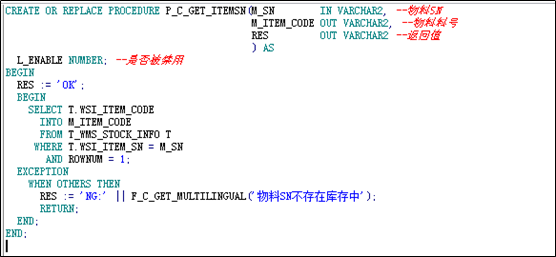 CREATE OR REPLACE PROCEDURE P_C_GET_ITEMSN(M_SN IN VARCHAR2, --物料SN
M_ITEM_CODE OUT VARCHAR2, --物料料号
RES OUT VARCHAR2 --返回值
) AS
L_ENABLE NUMBER; --是否被禁用
BEGIN
RES := 'OK';
BEGIN
SELECT T.WSI_ITEM_CODE
INTO M_ITEM_CODE
FROM T_WMS_STOCK_INFO T
WHERE T.WSI_ITEM_SN = M_SN
AND ROWNUM = 1;
EXCEPTION
WHEN OTHERS THEN
RES := 'NG:' || F_C_GET_MULTILINGUAL('物料SN不存在库存中');
RETURN;
END;
END;